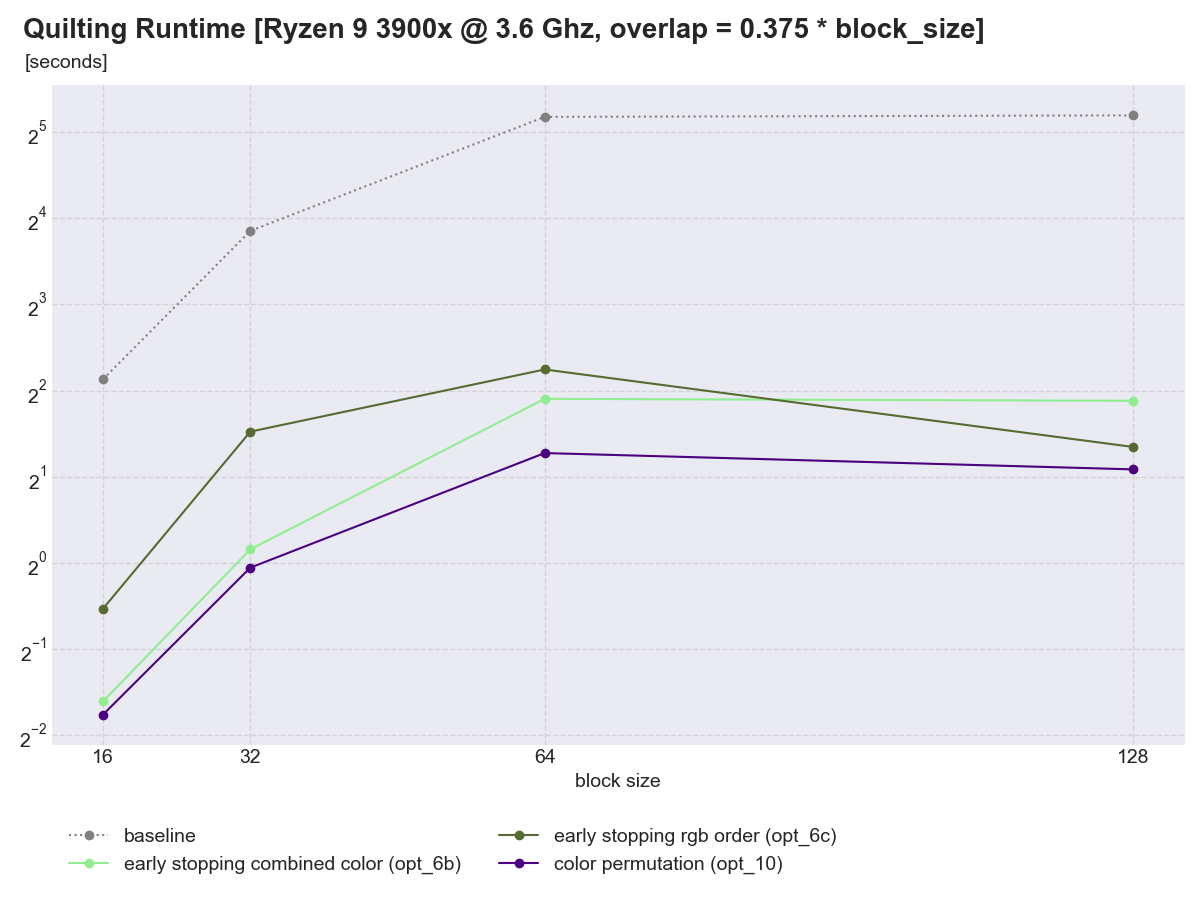 Quilting Runtime [Ryzen 9 3900x @ 3.6 Ghz, overlap = 0.375 * block_size]
[seconds]
2^5
2^4
2^3
2^2
2^1
2^0
2^−1
2^−2
16 32 64 128
block size
baseline
early stopping combined color (opt_6b)
early stopping rgb order (opt_6c)
color permutation (opt_10)